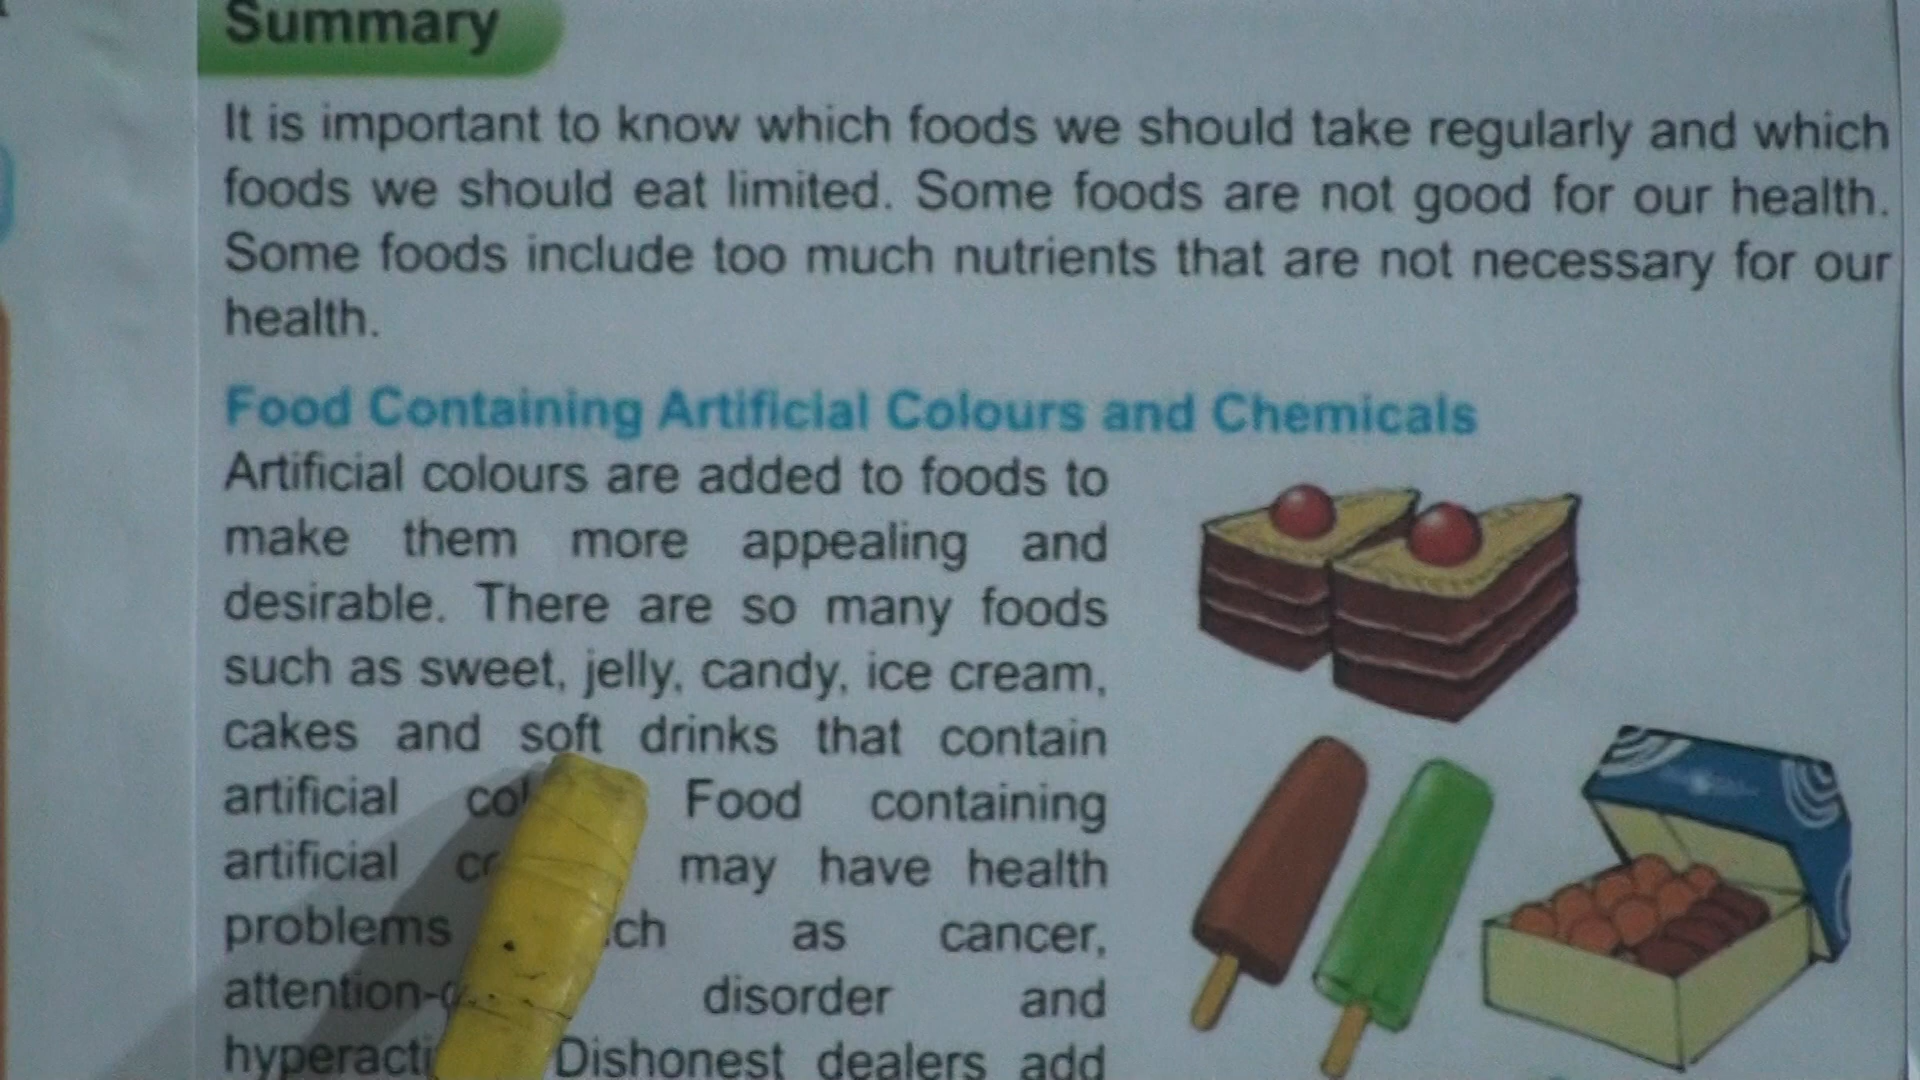 Summary
It is important to know which foods we should take regularly and which
foods we should eat limited. Some foods are not good for our health.
Some foods include too much nutrients that are not necessary for our
health.
Food Containing Artificial Colours and Chemicals
Artificial colours are added to foods to
make them more appealing and
desirable. There are so many foods
such as sweet, jelly, candy, ice cream,
cakes and soft drinks that contain
artificial Food containing
artificial may have health
problems as cancer,
disorder and
Dishonest dealers add